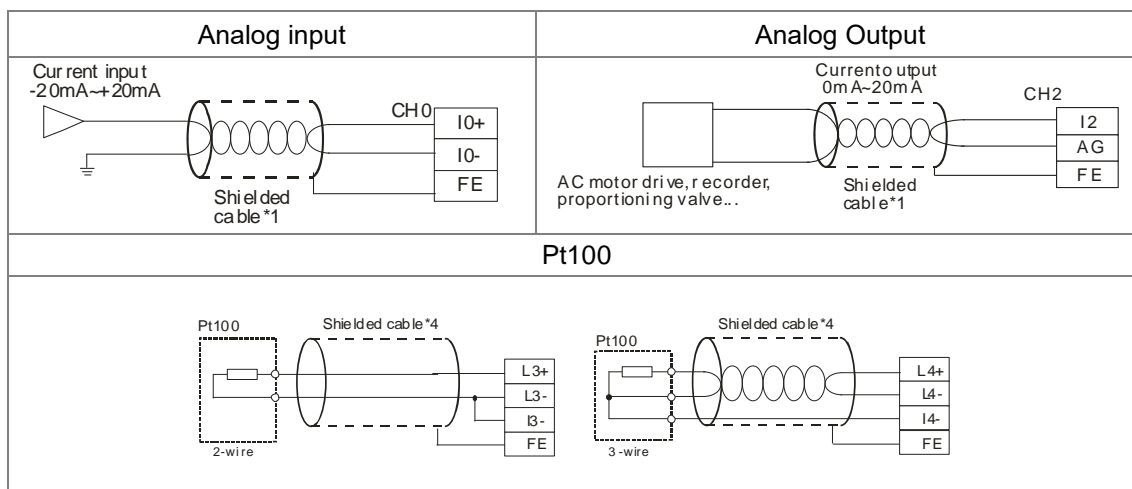 Analog input
Analog Output
Current input
-20mA~+20mA
CH0
I0+
I0-
FE
Shielded
cable*1
Current output
0mA~20mA
CH2
I2
AG
FE
AC motor drive, recorder,
proportioning valve...
Shielded
cable*1
Pt100
Pt100
Shielded cable*4
L3+
L3-
I3-
FE
2-wire
Pt100
Shielded cable*4
L4+
L4-
I4-
FE
3-wire